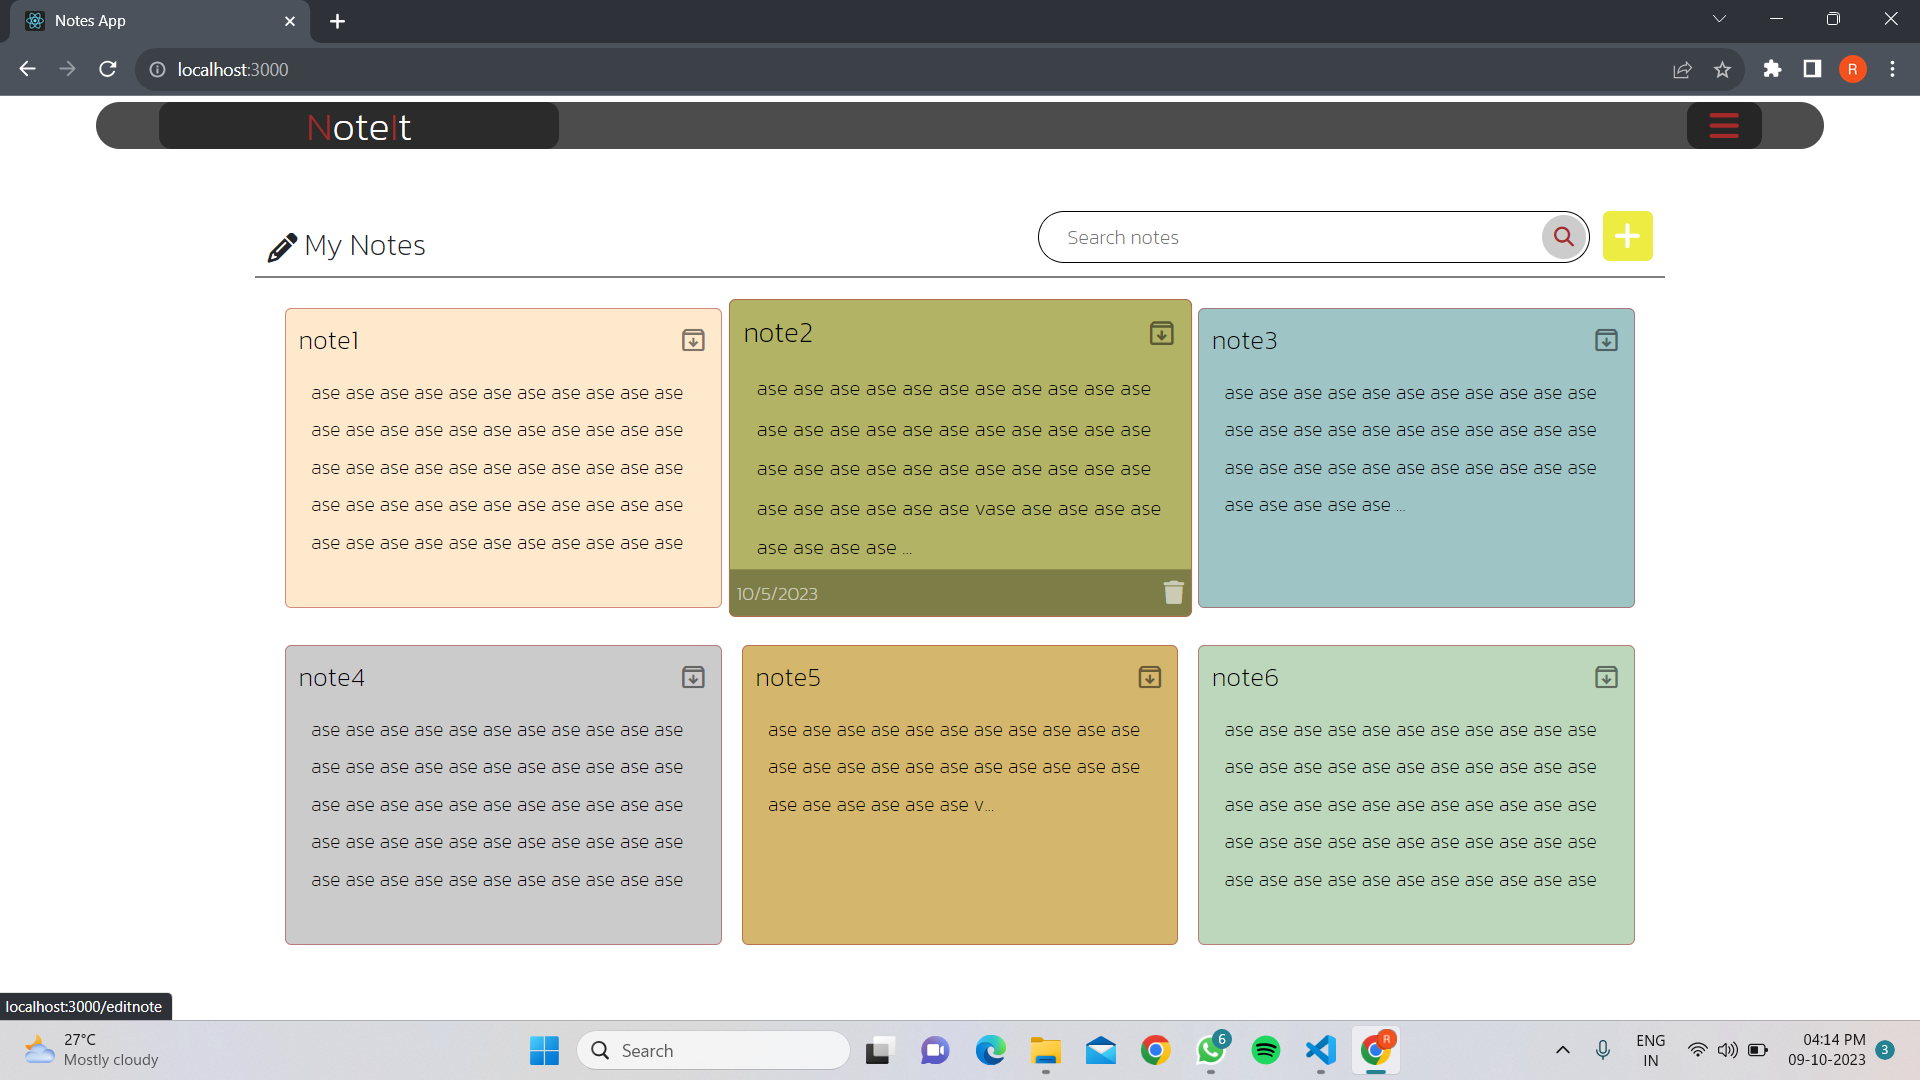 Notes App
localhost:3000
R
NoteIt
My Notes
Search notes
note1
ase ase ase ase ase ase ase ase ase ase ase
ase ase ase ase ase ase ase ase ase ase ase
ase ase ase ase ase ase ase ase ase ase ase
ase ase ase ase ase ase ase ase ase ase ase
ase ase ase ase ase ase ase ase ase ase ase
note2
ase ase ase ase ase ase ase ase ase ase ase
ase ase ase ase ase ase ase ase ase ase ase
ase ase ase ase ase ase ase ase ase ase ase
ase ase ase ase ase ase vase ase ase ase ase
ase ase ase ase ...
10/5/2023
note3
ase ase ase ase ase ase ase ase ase ase ase
ase ase ase ase ase ase ase ase ase ase ase
ase ase ase ase ase ase ase ase ase ase ase
ase ase ase ase ase ...
note4
ase ase ase ase ase ase ase ase ase ase ase
ase ase ase ase ase ase ase ase ase ase ase
ase ase ase ase ase ase ase ase ase ase ase
ase ase ase ase ase ase ase ase ase ase ase
ase ase ase ase ase ase ase ase ase ase ase
note5
ase ase ase ase ase ase ase ase ase ase ase
ase ase ase ase ase ase ase ase ase ase ase
ase ase ase ase ase ase v...
note6
ase ase ase ase ase ase ase ase ase ase ase
ase ase ase ase ase ase ase ase ase ase ase
ase ase ase ase ase ase ase ase ase ase ase
ase ase ase ase ase ase ase ase ase ase ase
ase ase ase ase ase ase ase ase ase ase ase
localhost:3000/editnote
27°C
Mostly cloudy
Search
6
R
ENG
IN
04:14 PM
09-10-2023
3